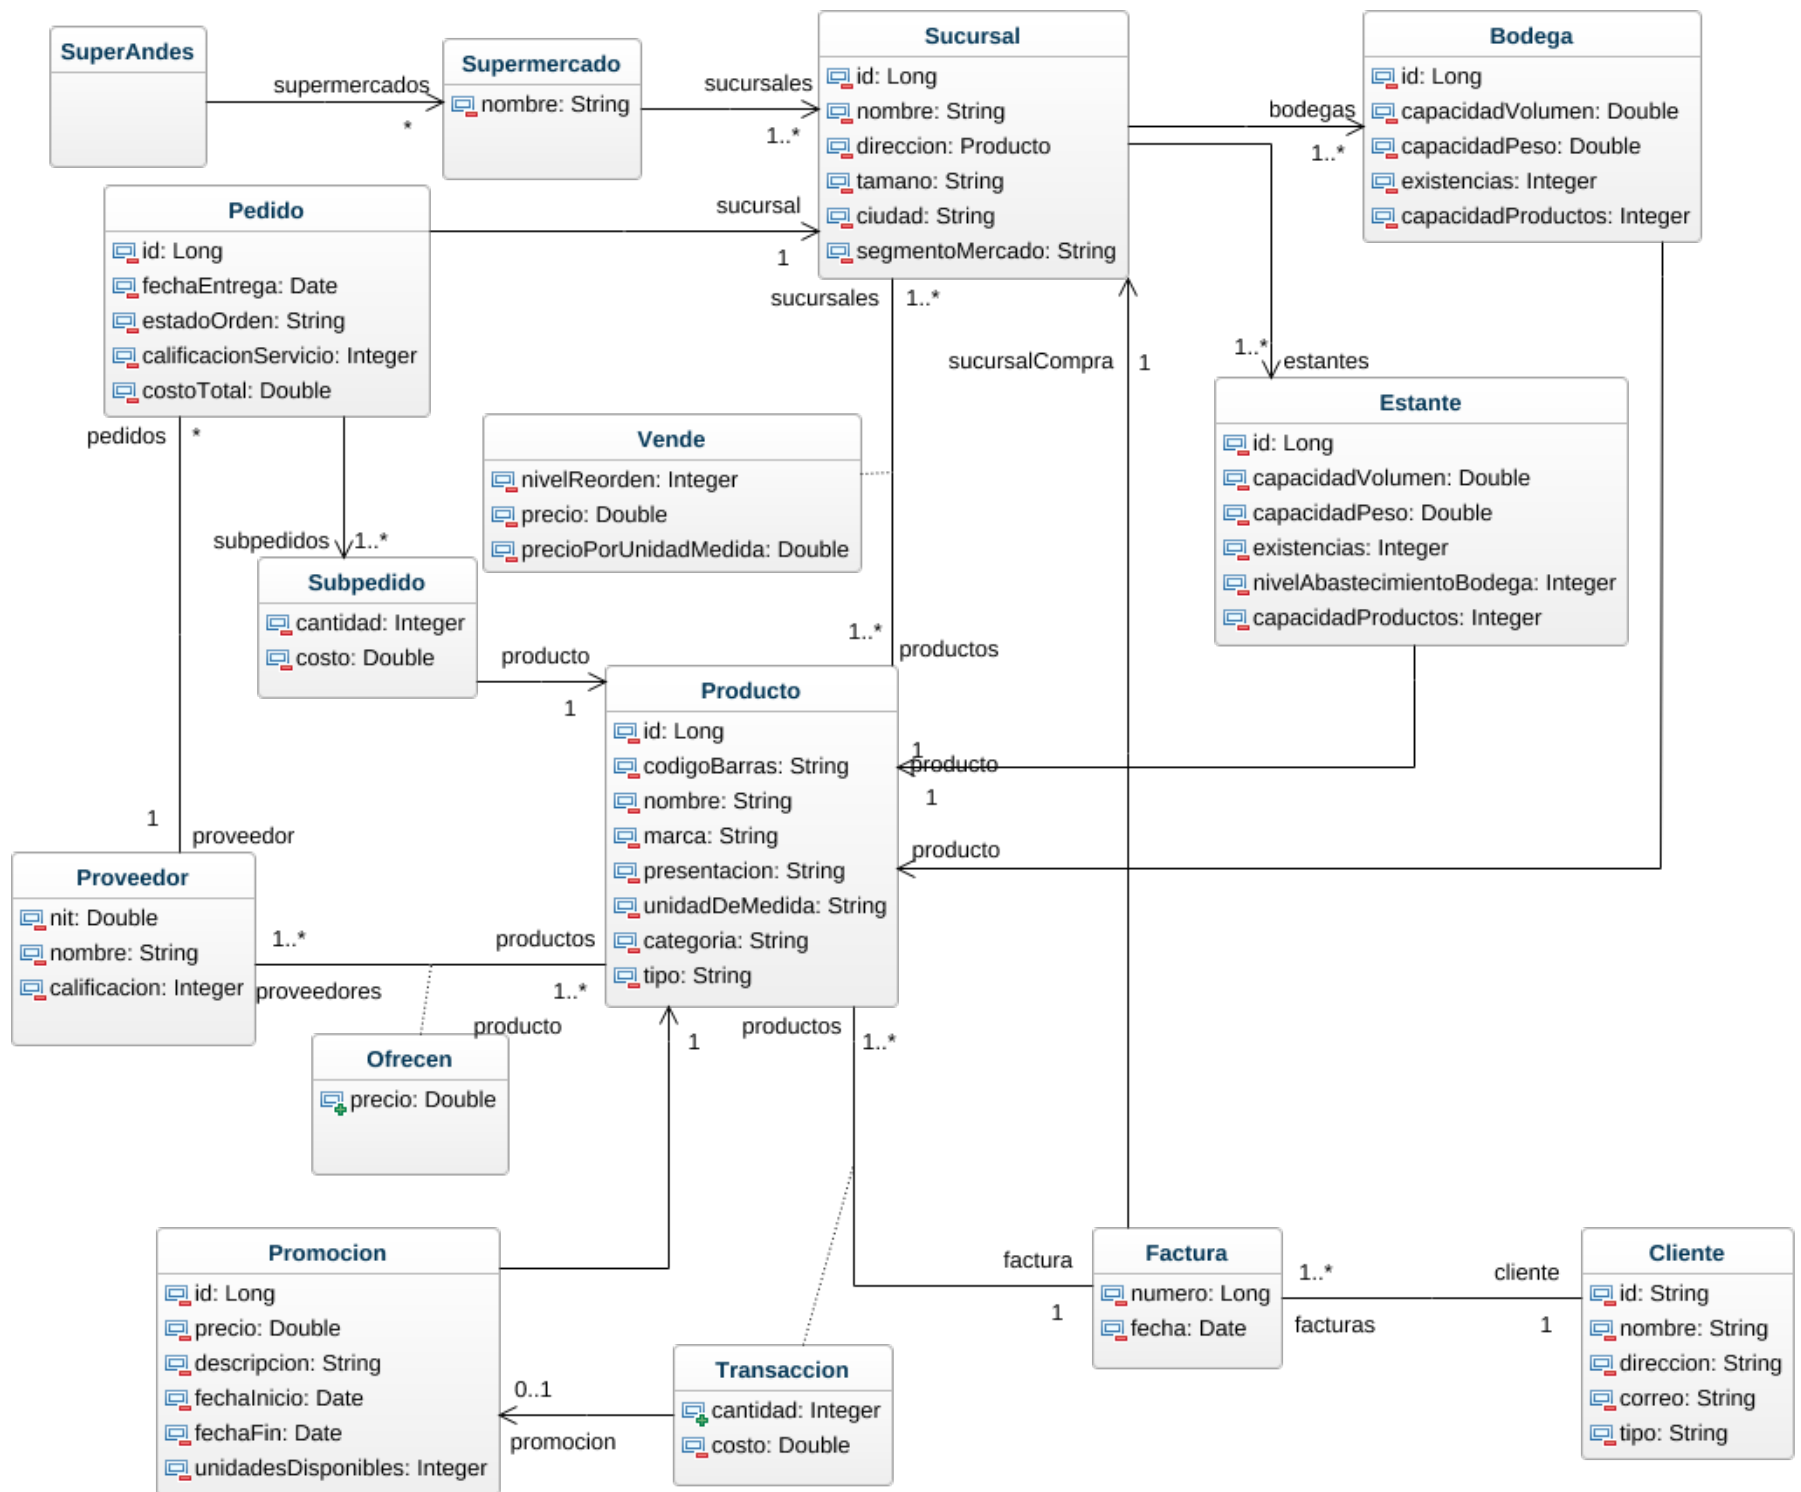 SuperAndes
supermercados
*
Supermercado
nombre: String
sucursales
1..*
Sucursal
id: Long
nombre: String
direccion: Producto
tamano: String
ciudad: String
segmentoMercado: String
bodegas
1..*
Bodega
id: Long
capacidadVolumen: Double
capacidadPeso: Double
existencias: Integer
capacidadProductos: Integer
Pedido
id: Long
fechaEntrega: Date
estadoOrden: String
calificacionServicio: Integer
costoTotal: Double
sucursal
1
sucursales
1..*
sucursalCompra
1
1..*
estantes
Estante
id: Long
capacidadVolumen: Double
capacidadPeso: Double
existencias: Integer
nivelAbastecimientoBodega: Integer
capacidadProductos: Integer
pedidos
*
Vende
nivelReorden: Integer
precio: Double
precioPorUnidadMedida: Double
subpedidos
1..*
Subpedido
cantidad: Integer
costo: Double
producto
1
1..*
productos
Producto
id: Long
codigoBarras: String
nombre: String
marca: String
presentacion: String
unidadDeMedida: String
categoria: String
tipo: String
1
producto
1
producto
1
proveedor
Proveedor
nit: Double
nombre: String
calificacion: Integer
1..*
proveedores
productos
1..*
Ofrecen
precio: Double
producto
1
productos
1..*
Promocion
id: Long
precio: Double
descripcion: String
fechaInicio: Date
fechaFin: Date
unidadesDisponibles: Integer
0..1
promocion
Transaccion
cantidad: Integer
costo: Double
factura
1
Factura
numero: Long
fecha: Date
1..*
facturas
cliente
1
Cliente
id: String
nombre: String
direccion: String
correo: String
tipo: String